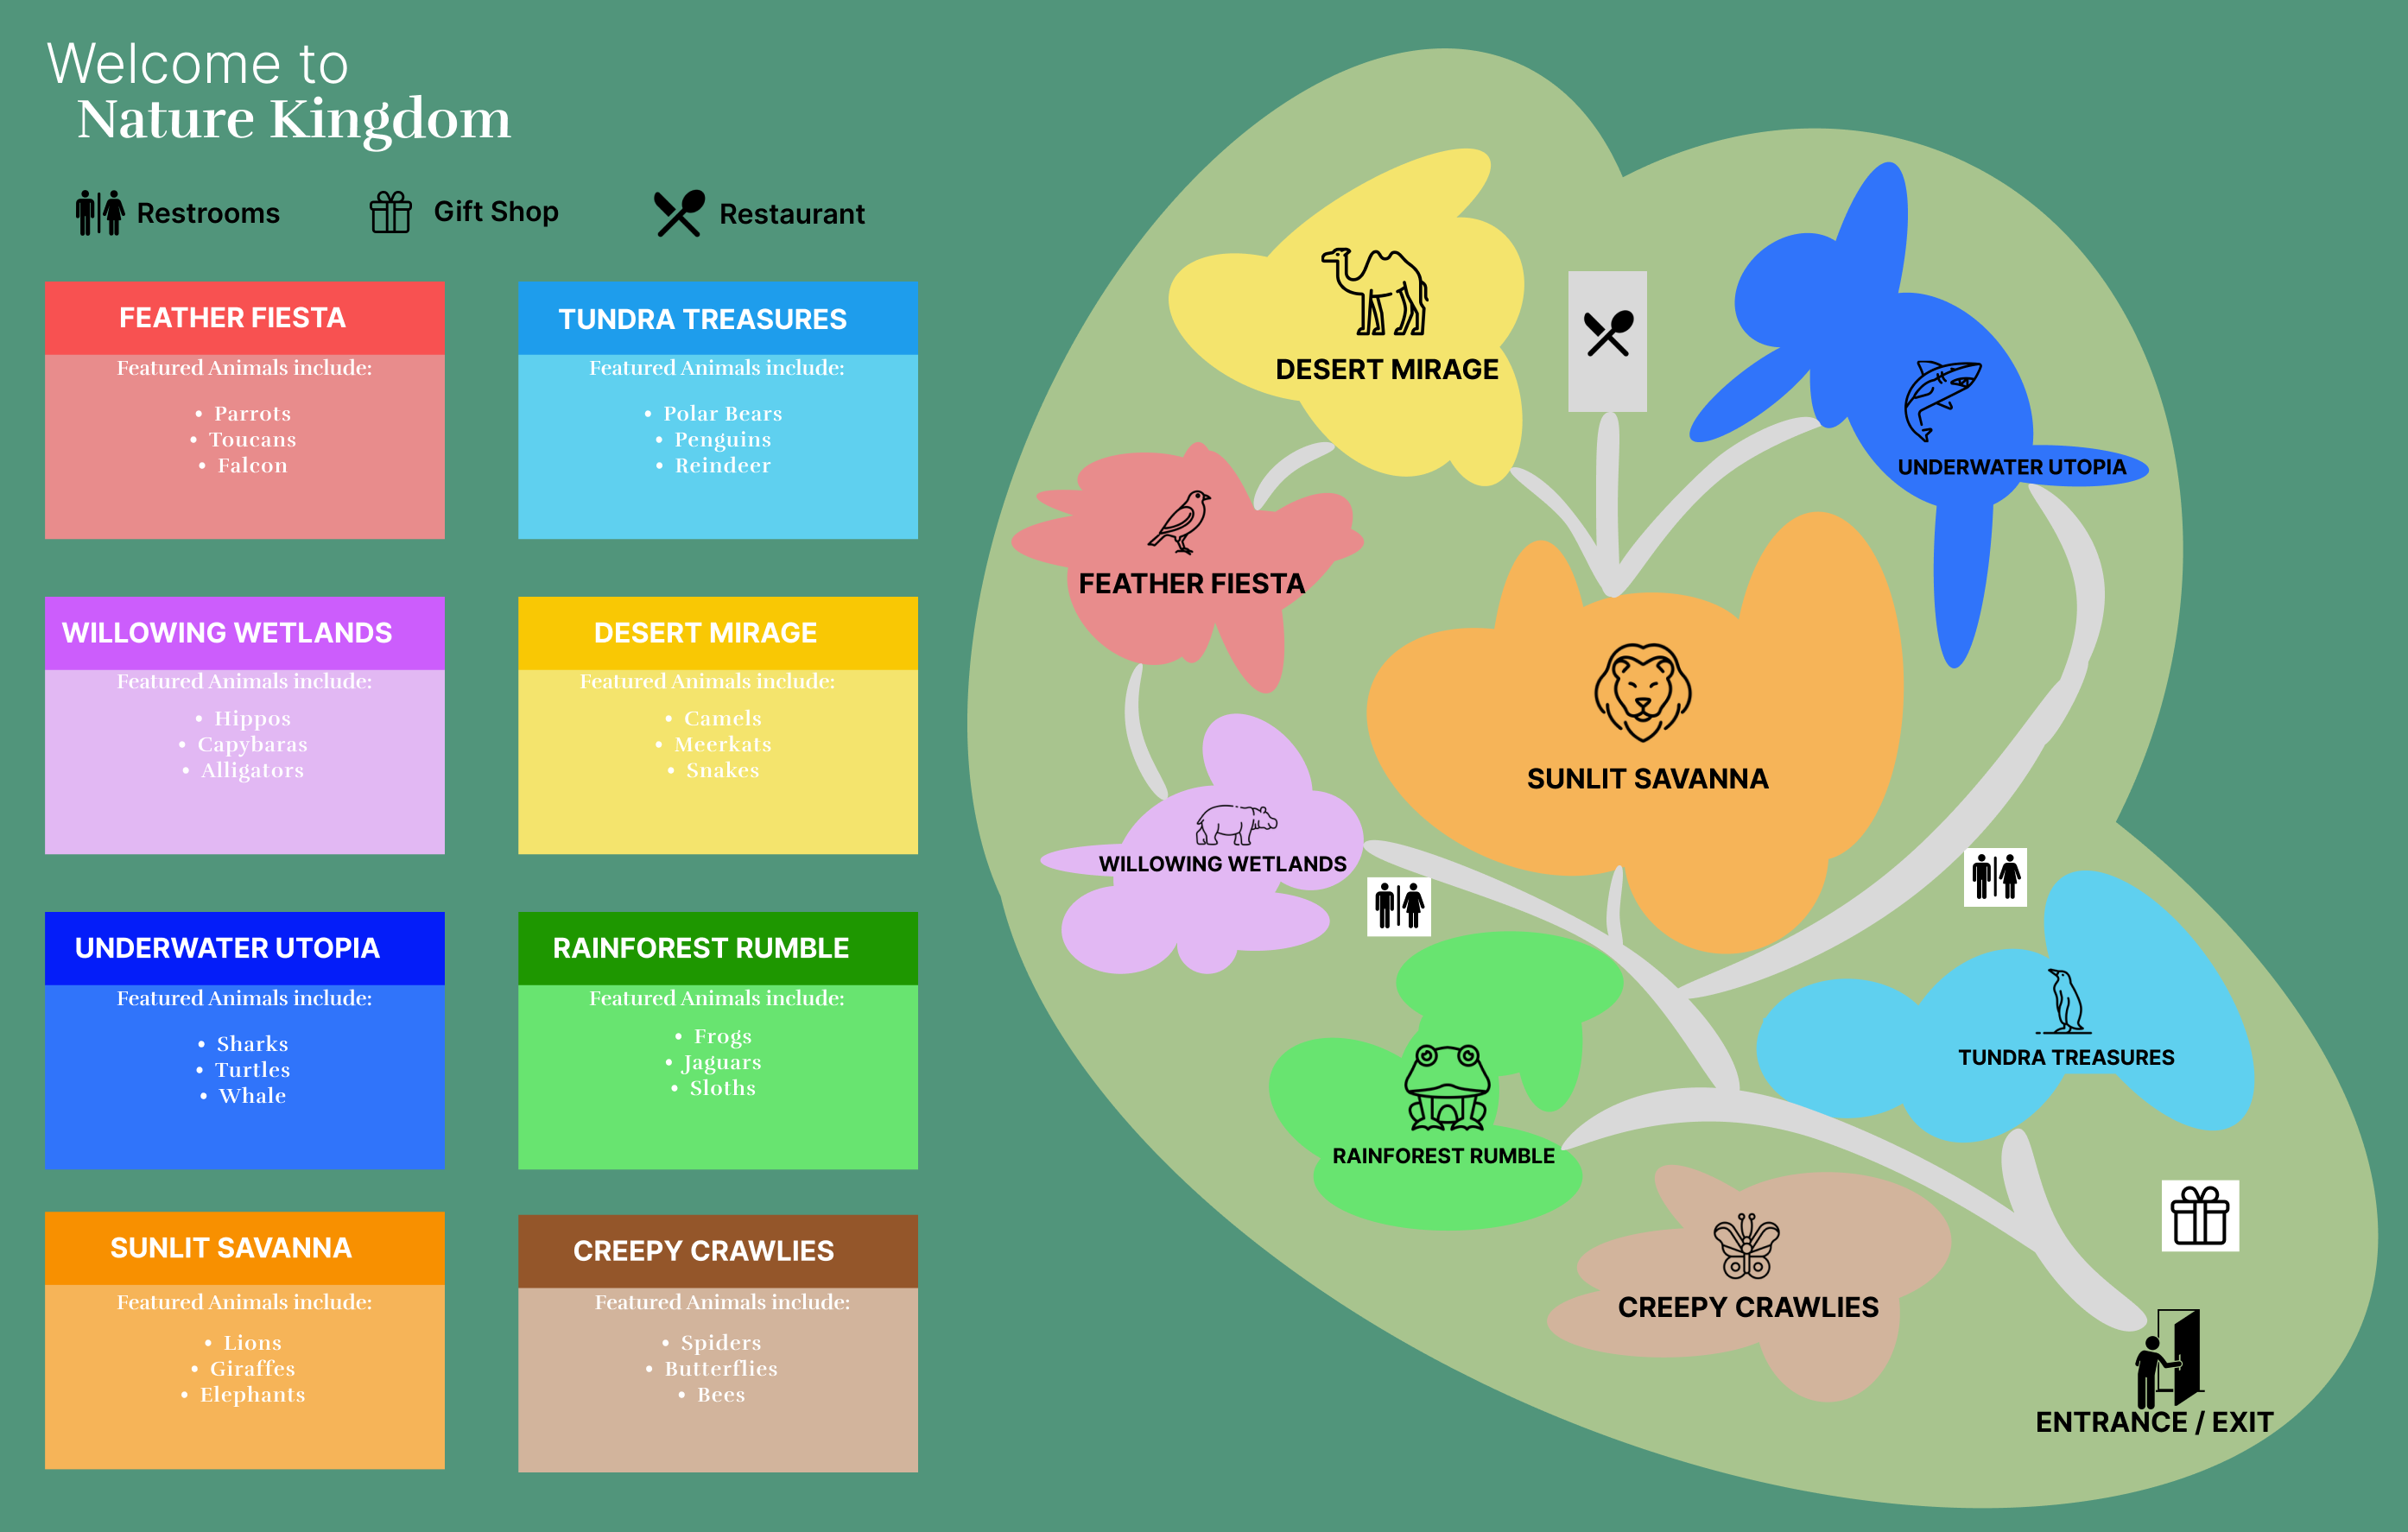 Welcome to
Nature Kingdom
Restrooms
Gift Shop
Restaurant
FEATHER FIESTA
Featured Animals include:
• Parrots
• Toucans
• Falcon
TUNDRA TREASURES
Featured Animals include:
• Polar Bears
• Penguins
• Reindeer
WILLOWING WETLANDS
Featured Animals include:
• Hippos
• Capybaras
• Alligators
DESERT MIRAGE
Featured Animals include:
• Camels
• Meerkats
• Snakes
UNDERWATER UTOPIA
Featured Animals include:
• Sharks
• Turtles
• Whale
RAINFOREST RUMBLE
Featured Animals include:
• Frogs
• Jaguars
• Sloths
SUNLIT SAVANNA
Featured Animals include:
• Lions
• Giraffes
• Elephants
CREEPY CRAWLIES
Featured Animals include:
• Spiders
• Butterflies
• Bees
DESERT MIRAGE
UNDERWATER UTOPIA
FEATHER FIESTA
SUNLIT SAVANNA
WILLOWING WETLANDS
TUNDRA TREASURES
RAINFOREST RUMBLE
CREEPY CRAWLIES
ENTRANCE / EXIT